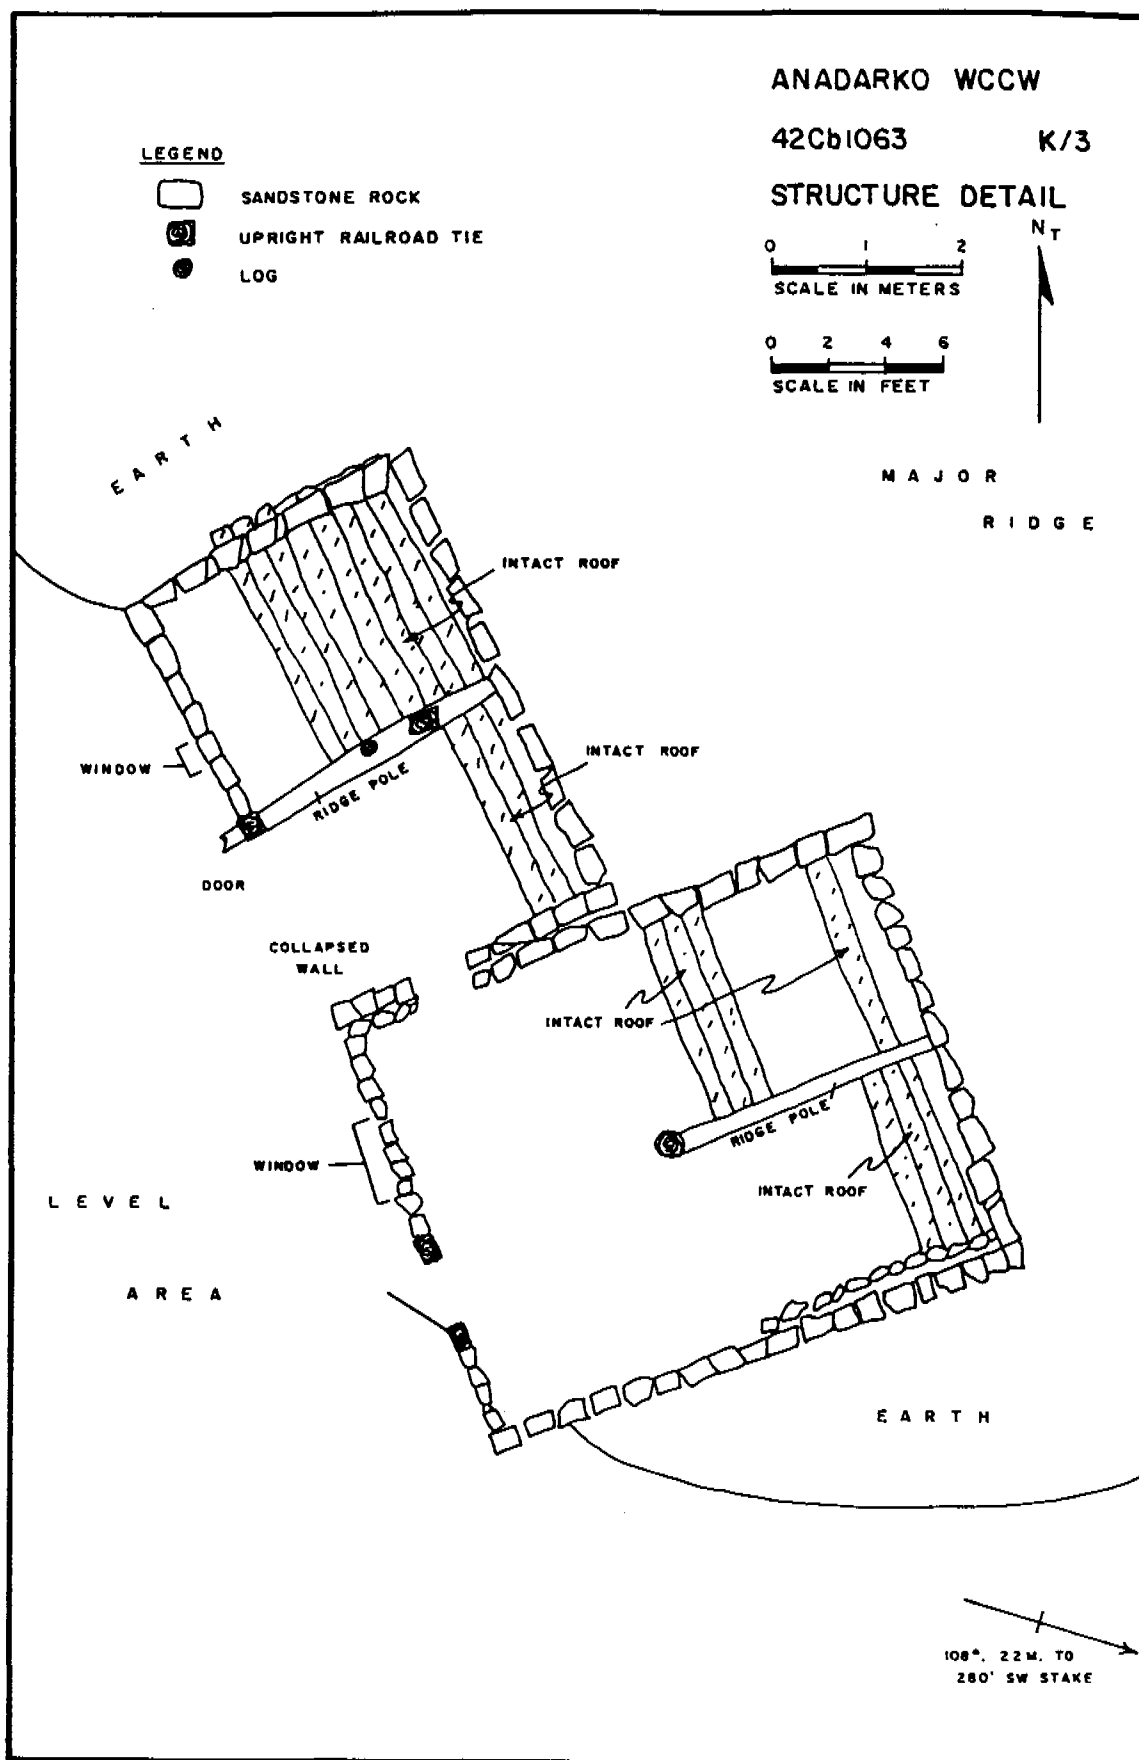 ANADARKO WCCW
42Cb1063 K/3
STRUCTURE DETAIL
LEGEND
SANDSTONE ROCK
UPRIGHT RAILROAD TIE
LOG
0 1 2
SCALE IN METERS
0 2 4 6
SCALE IN FEET
NT
EARTH
MAJOR
RIDGE
INTACT ROOF
INTACT ROOF
WINDOW
RIDGE POLE
DOOR
COLLAPSED
WALL
INTACT ROOF
RIDGE POLE
WINDOW
INTACT ROOF
LEVEL
AREA
EARTH
108°, 22M. TO
280' SW STAKE